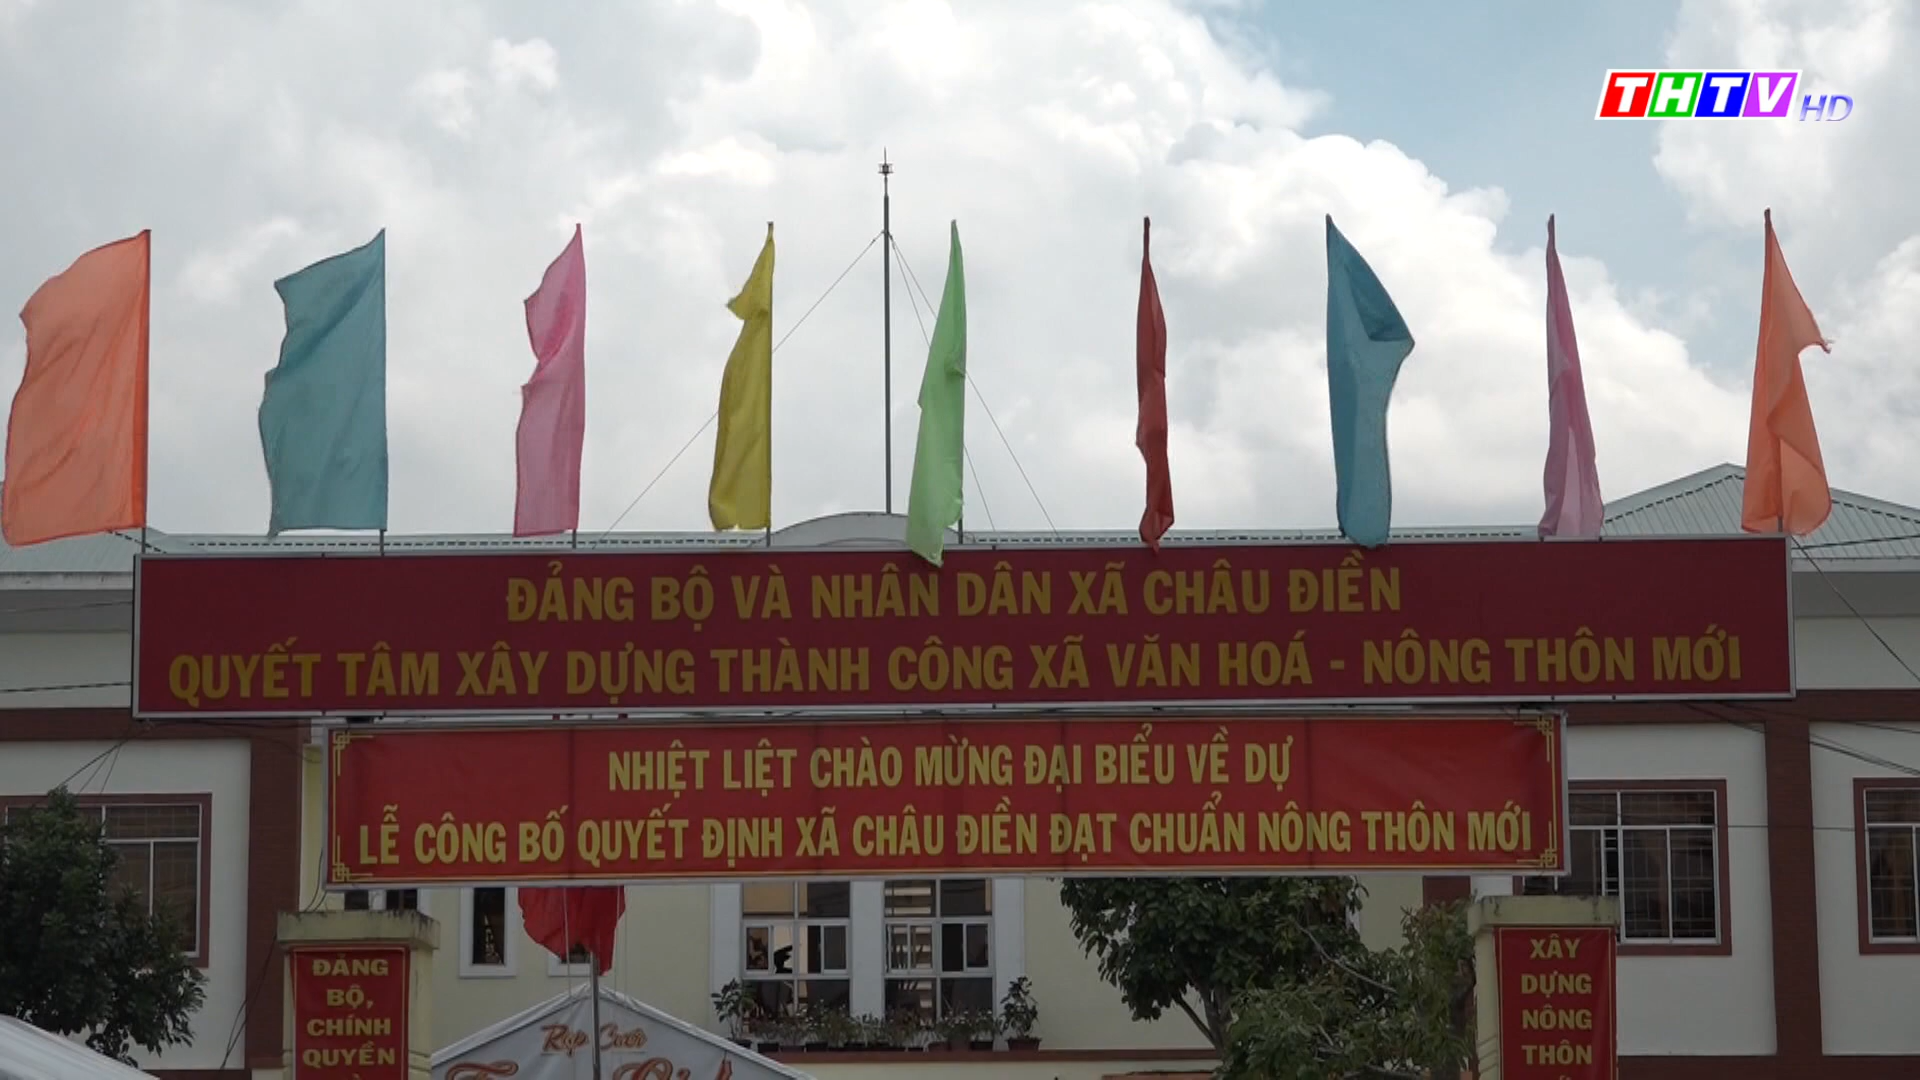 THTV HD
ĐẢNG BỘ VÀ NHÂN DÂN XÃ CHÂU ĐIỀN
QUYẾT TÂM XÂY DỰNG THÀNH CÔNG XÃ VĂN HOÁ - NÔNG THÔN MỚI
NHIỆT LIỆT CHÀO MỪNG ĐẠI BIỂU VỀ DỰ
LỄ CÔNG BỐ QUYẾT ĐỊNH XÃ CHÂU ĐIỀN ĐẠT CHUẨN NÔNG THÔN MỚI
ĐẢNG
BỘ,
CHÍNH
QUYỀN
Rạp Cưới
XÂY
DỰNG
NÔNG
THÔN